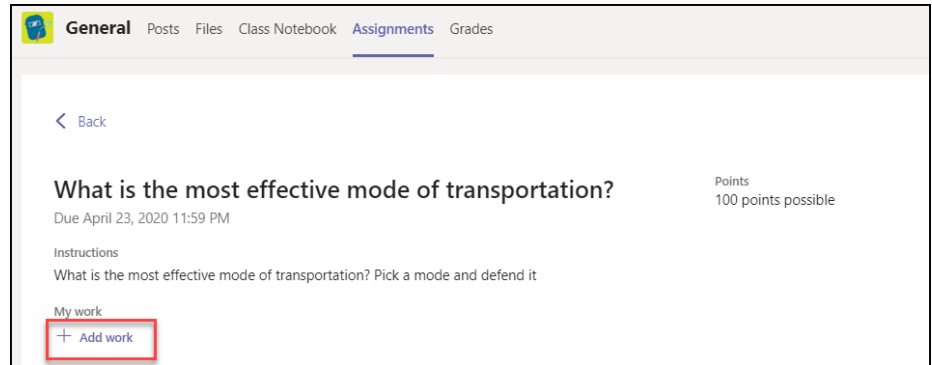 General Posts Files Class Notebook Assignments Grades
Back
What is the most effective mode of transportation?
Due April 23, 2020 11:59 PM
Points
100 points possible
Instructions
What is the most effective mode of transportation? Pick a mode and defend it
My work
+ Add work